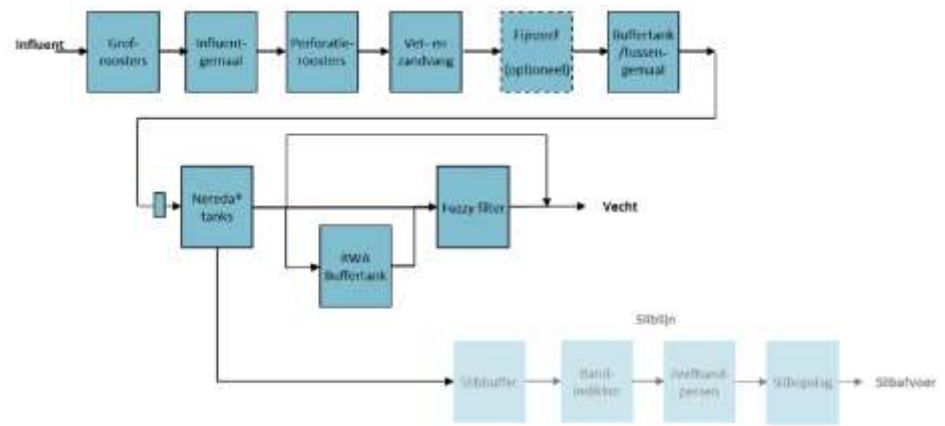 Influent
Grof-
roosters
Influent-
gemaal
Perforatie-
roosters
Vet- en
zandvang
Fijnzeef
(optioneel)
Buffertank
/tussen-
gemaal
Nereda®
tanks
RWA
Buffertank
Fuzzy filter
Vecht
Sliblijn
Slibbuffer
Band-
indikker
Zeefband-
persen
Slibopslag
Slibafvoer